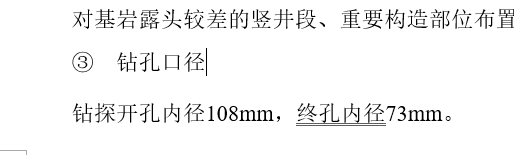 对基岩露头较差的竖井段、重要构造部位布置
③ 钻孔口径
钻探开孔内径108mm，终孔内径73mm。